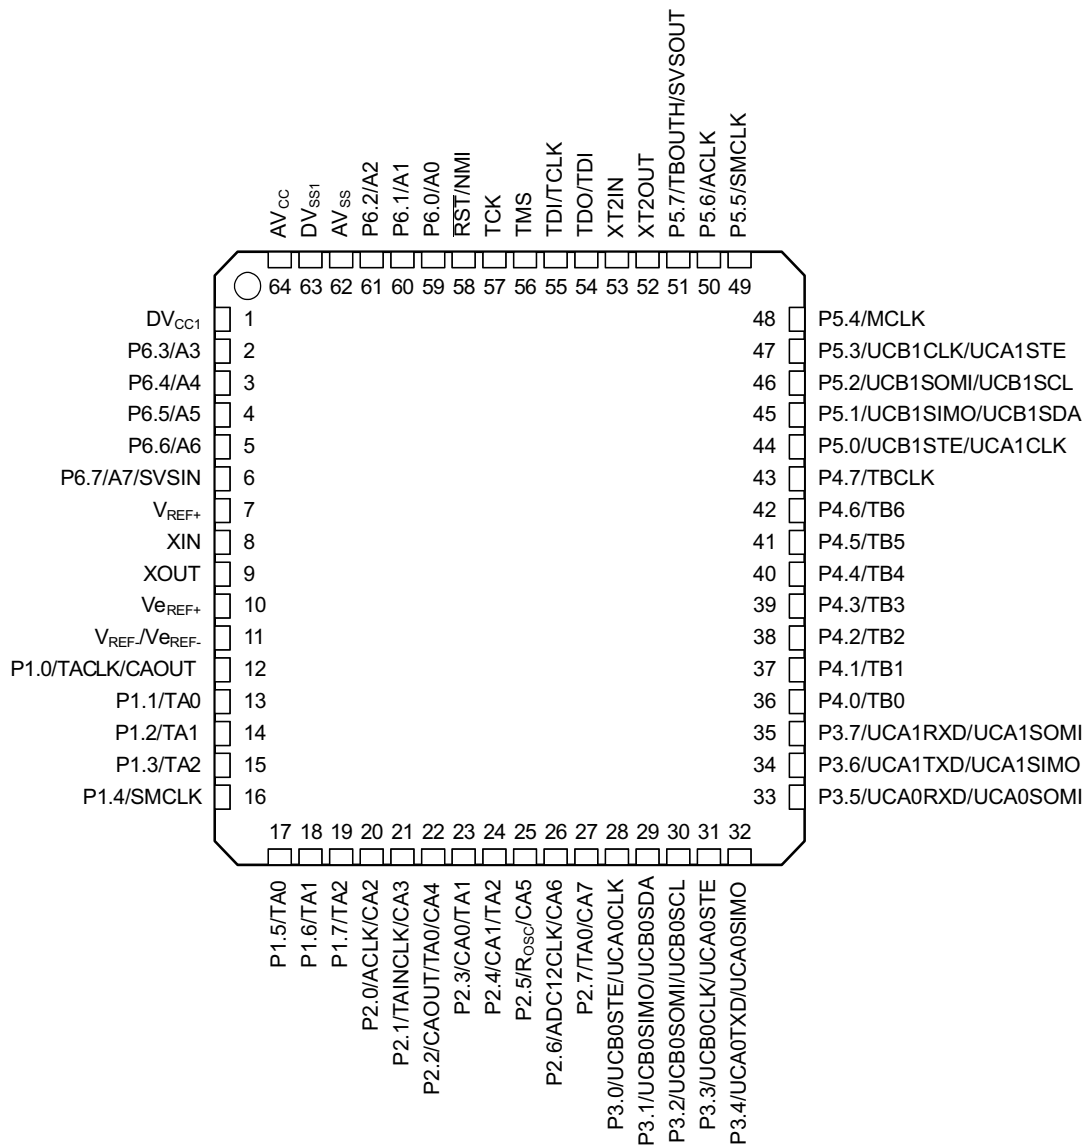 AVCC
DVSS1
AVSS
P6.2/A2
P6.1/A1
P6.0/A0
RST/NMI
TCK
TMS
TDI/TCLK
TDO/TDI
XT2IN
XT2OUT
P5.7/TBOUTH/SVSOUT
P5.6/ACLK
P5.5/SMCLK
64 63 62 61 60 59 58 57 56 55 54 53 52 51 50 49
DVCC1 1
P6.3/A3 2
P6.4/A4 3
P6.5/A5 4
P6.6/A6 5
P6.7/A7/SVSIN 6
VREF+ 7
XIN 8
XOUT 9
VeREF+ 10
VREF-/VeREF- 11
P1.0/TACLK/CAOUT 12
P1.1/TA0 13
P1.2/TA1 14
P1.3/TA2 15
P1.4/SMCLK 16
48 P5.4/MCLK
47 P5.3/UCB1CLK/UCA1STE
46 P5.2/UCB1SOMI/UCB1SCL
45 P5.1/UCB1SIMO/UCB1SDA
44 P5.0/UCB1STE/UCA1CLK
43 P4.7/TBCLK
42 P4.6/TB6
41 P4.5/TB5
40 P4.4/TB4
39 P4.3/TB3
38 P4.2/TB2
37 P4.1/TB1
36 P4.0/TB0
35 P3.7/UCA1RXD/UCA1SOMI
34 P3.6/UCA1TXD/UCA1SIMO
33 P3.5/UCA0RXD/UCA0SOMI
17 18 19 20 21 22 23 24 25 26 27 28 29 30 31 32
P1.5/TA0
P1.6/TA1
P1.7/TA2
P2.0/ACLK/CA2
P2.1/TAINCLK/CA3
P2.2/CAOUT/TA0/CA4
P2.3/CA0/TA1
P2.4/CA1/TA2
P2.5/ROSC/CA5
P2.6/ADC12CLK/CA6
P2.7/TA0/CA7
P3.0/UCB0STE/UCA0CLK
P3.1/UCB0SIMO/UCB0SDA
P3.2/UCB0SOMI/UCB0SCL
P3.3/UCB0CLK/UCA0STE
P3.4/UCA0TXD/UCA0SIMO